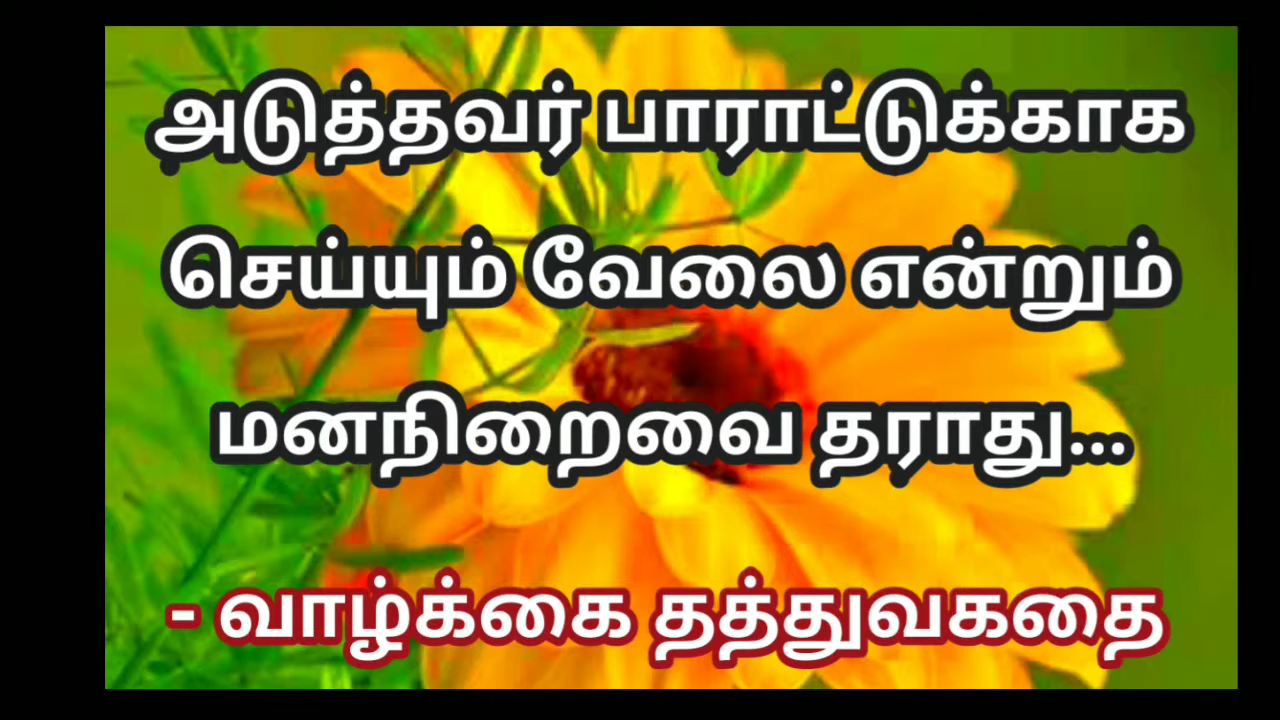 அடுத்தவர் பாராட்டுக்காக
செய்யும் வேலை என்றும்
மனநிறைவை தராது...
- வாழ்க்கை தத்துவகதை